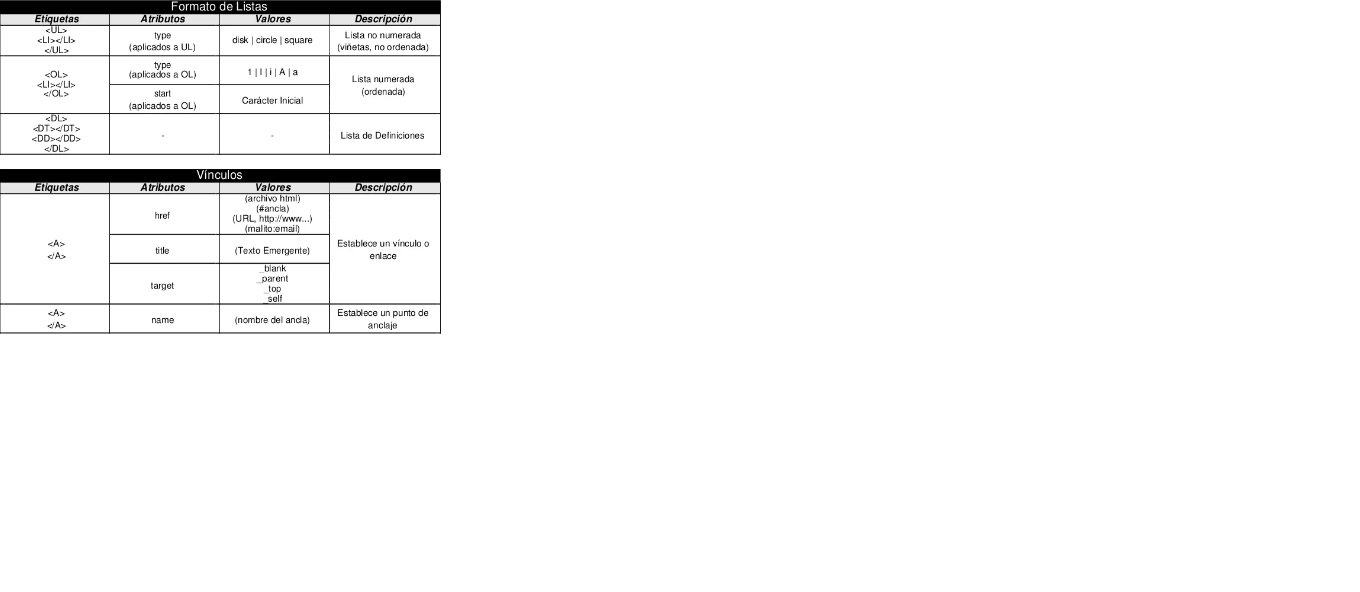 Formato de Listas
Etiquetas Atributos Valores Descripción
<UL>
<LI></LI>
</UL>
type
(aplicados a UL)
disk | circle | square
Lista no numerada
(viñetas, no ordenada)
<OL>
<LI></LI>
</OL>
type
(aplicados a OL)
1 | I | i | A | a
start
(aplicados a OL)
Carácter Inicial
Lista numerada
(ordenada)
<DL>
<DT></DT>
<DD></DD>
</DL>
-
-
Lista de Definiciones
Vínculos
Etiquetas Atributos Valores Descripción
<A>
</A>
href
(archivo html)
(#ancla)
(URL, http://www...)
(malito:email)
title
(Texto Emergente)
target
_blank
_parent
_top
_self
Establece un vínculo o
enlace
<A>
</A>
name
(nombre del ancla)
Establece un punto de
anclaje